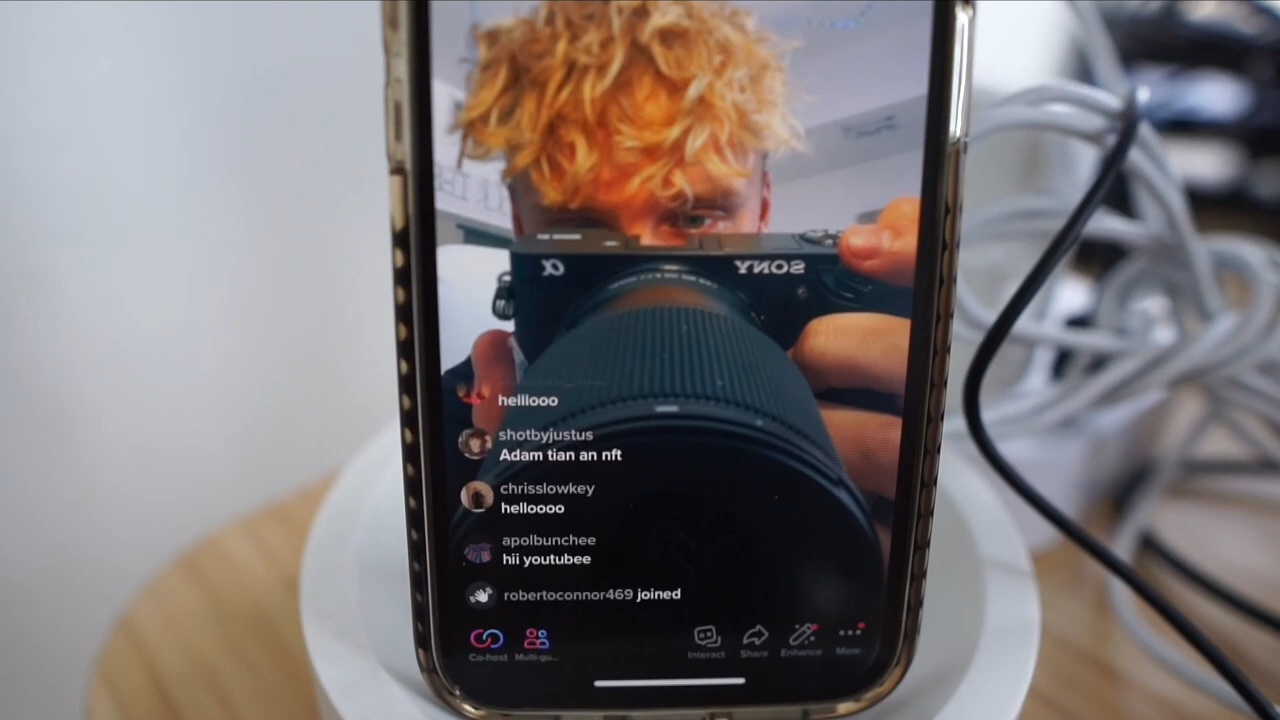 SONY
helllooo
shotbyjustus
Adam tian an nft
chrisslowkey
helloooo
apolbunchee
hii youtubee
robertoconnor469 joined
Co-host
Multi-gu...
Interact
Share
Enhance
More